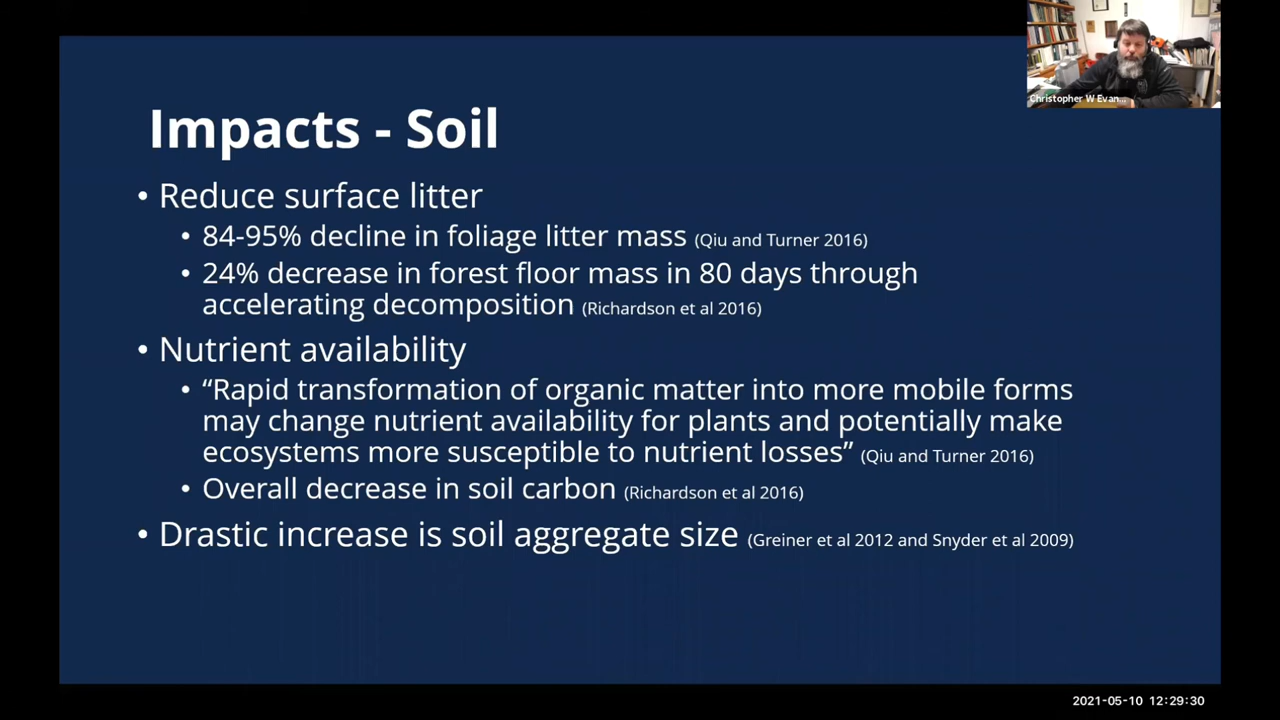 Christopher W Evan...
Impacts - Soil
• Reduce surface litter
• 84-95% decline in foliage litter mass (Qiu and Turner 2016)
• 24% decrease in forest floor mass in 80 days through
accelerating decomposition (Richardson et al 2016)
• Nutrient availability
• “Rapid transformation of organic matter into more mobile forms
may change nutrient availability for plants and potentially make
ecosystems more susceptible to nutrient losses” (Qiu and Turner 2016)
• Overall decrease in soil carbon (Richardson et al 2016)
• Drastic increase is soil aggregate size (Greiner et al 2012 and Snyder et al 2009)
2021-05-10 12:29:30